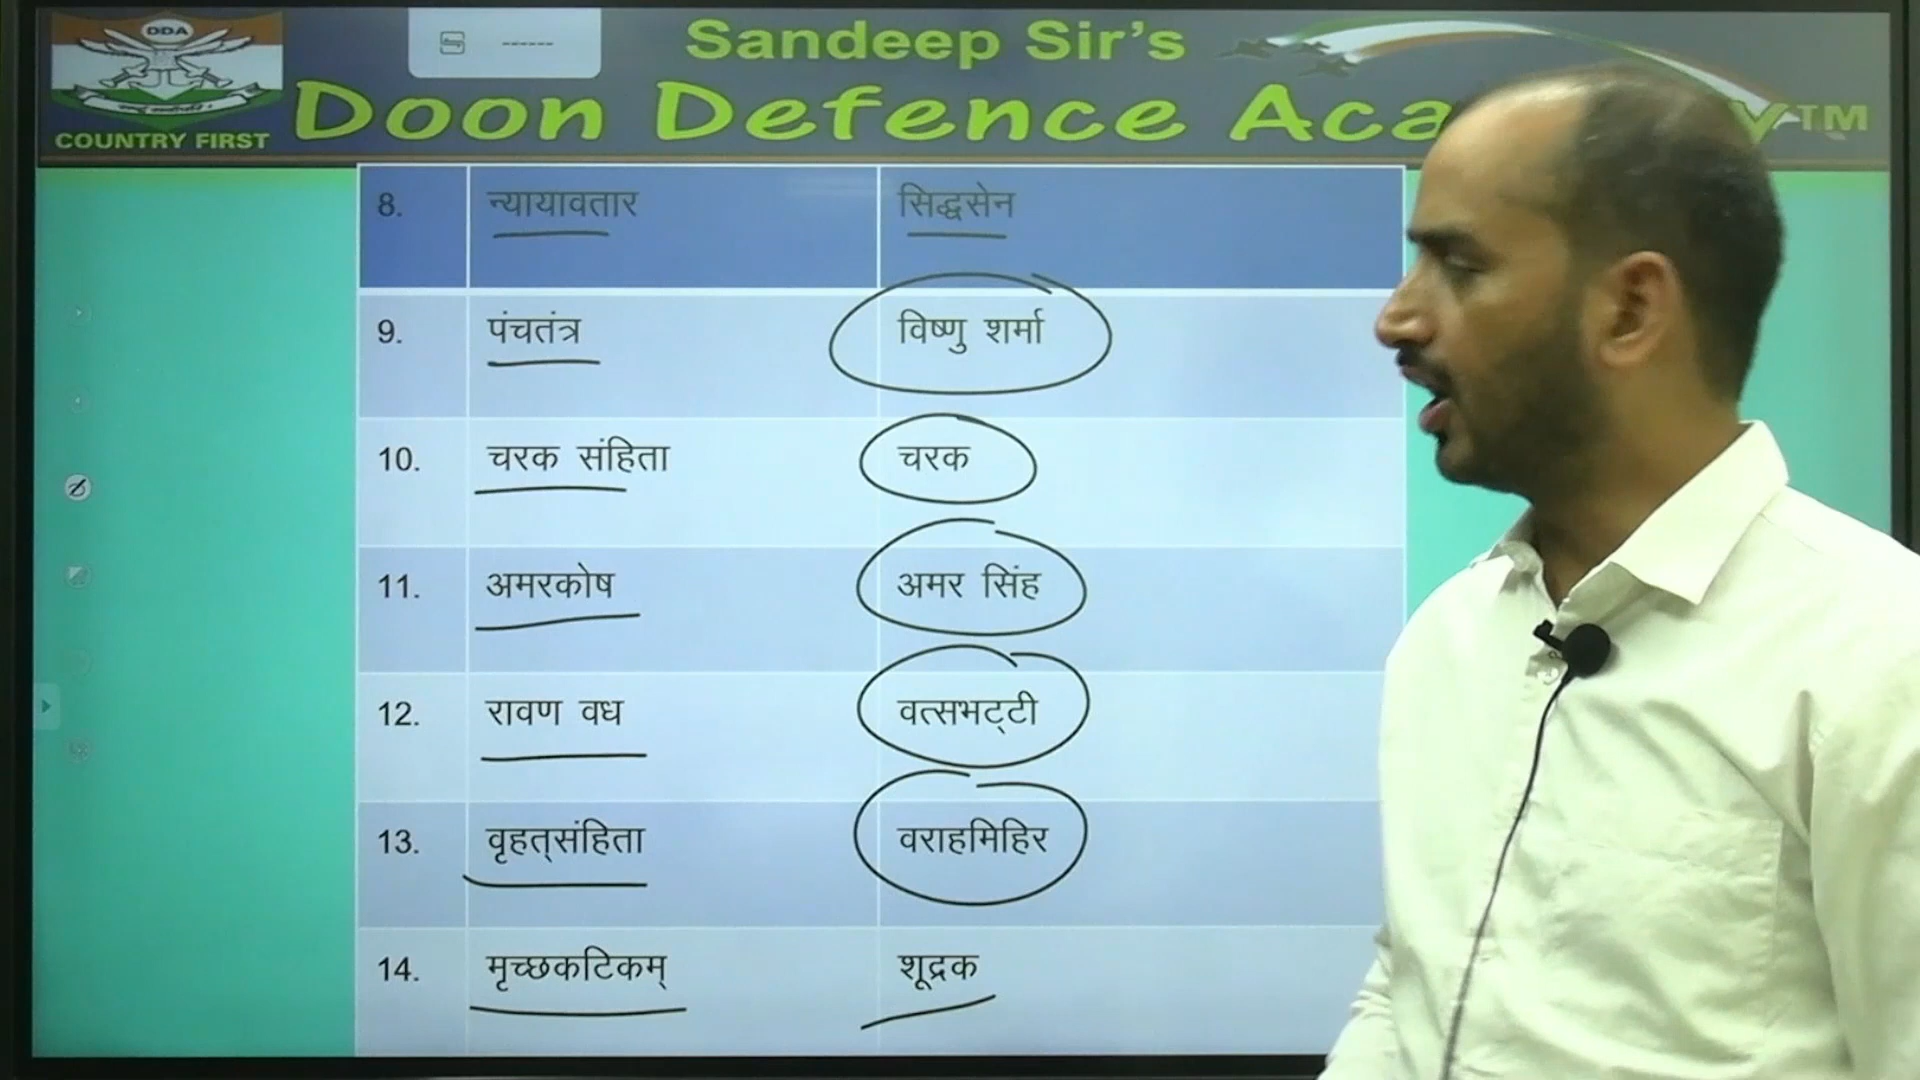 DDA
COUNTRY FIRST
Sandeep Sir's
Doon Defence Aca y™
8. न्यायावतार सिद्धसेन
9. पंचतंत्र विष्णु शर्मा
10. चरक संहिता चरक
11. अमरकोष अमर सिंह
12. रावण वध वत्सभट्टी
13. वृहत्संहिता वराहमिहिर
14. मृच्छकटिकम् शूद्रक